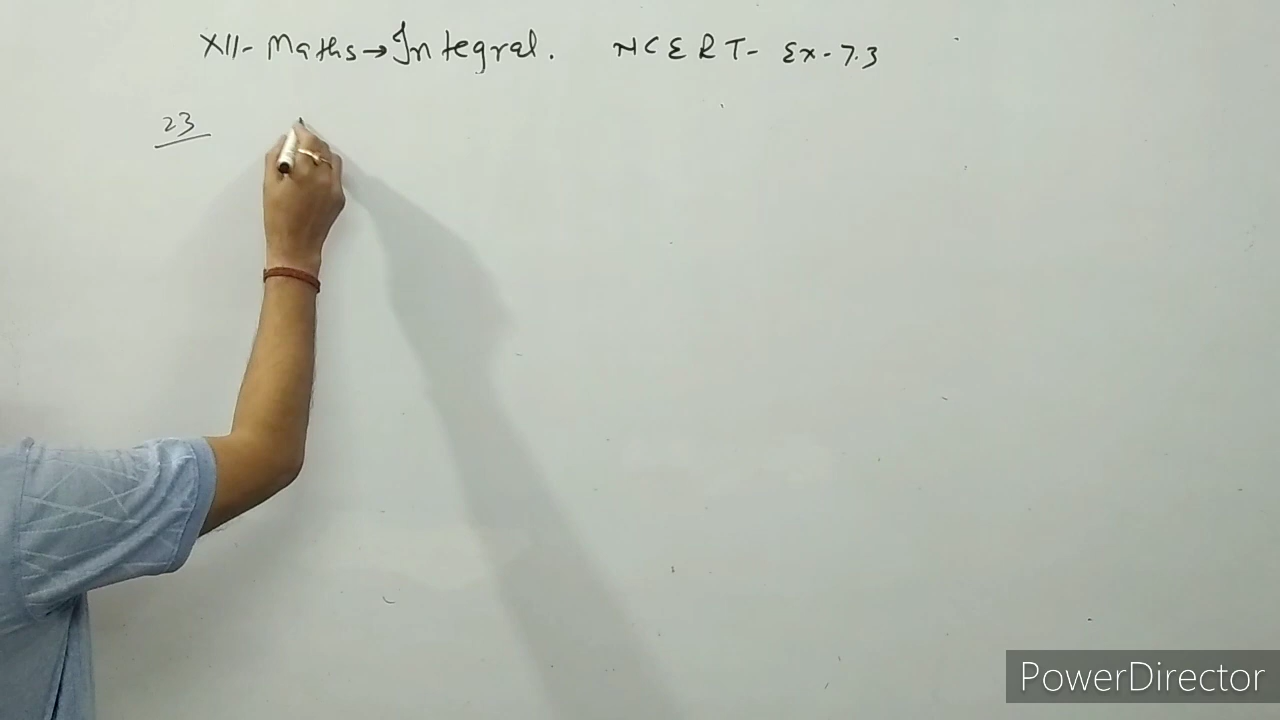 XII- Maths→Integral. NCERT- Ex-7.3
23
PowerDirector